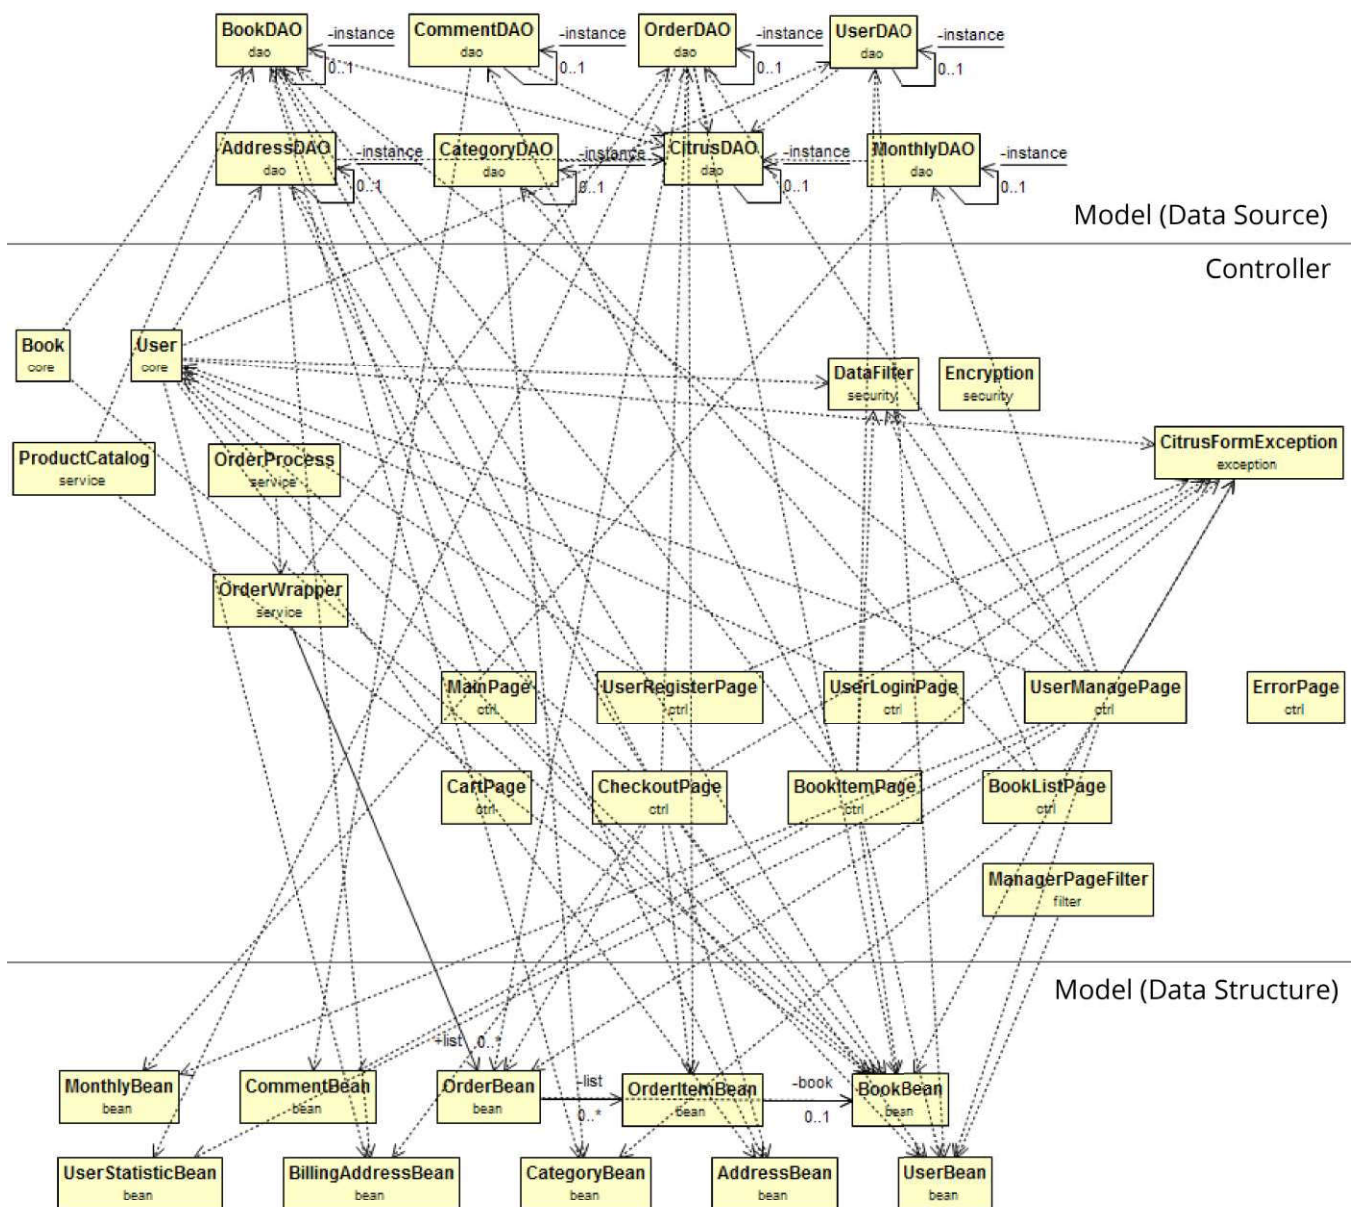 BookDAO
dao
-instance
0..1
CommentDAO
dao
-instance
0..1
OrderDAO
dao
-instance
0..1
UserDAO
dao
-instance
0..1
AddressDAO
dao
-instance
0..1
CategoryDAO
dao
-instance
0..1
CitrusDAO
dao
-instance
0..1
MonthlyDAO
dao
-instance
0..1
Model (Data Source)
Controller
Book
core
User
core
DataFilter
security
Encryption
security
CitrusFormException
exception
ProductCatalog
service
OrderProcess
service
OrderWrapper
service
MainPage
ctrl
UserRegisterPage
ctrl
UserLoginPage
ctrl
UserManagePage
ctrl
ErrorPage
ctrl
CartPage
ctrl
CheckoutPage
ctrl
BookItemPage
ctrl
BookListPage
ctrl
ManagerPageFilter
filter
Model (Data Structure)
+list 0..*
MonthlyBean
bean
CommentBean
bean
OrderBean
bean
-list
0..*
OrderItemBean
bean
-book
0..1
BookBean
bean
UserStatisticBean
bean
BillingAddressBean
bean
CategoryBean
bean
AddressBean
bean
UserBean
bean